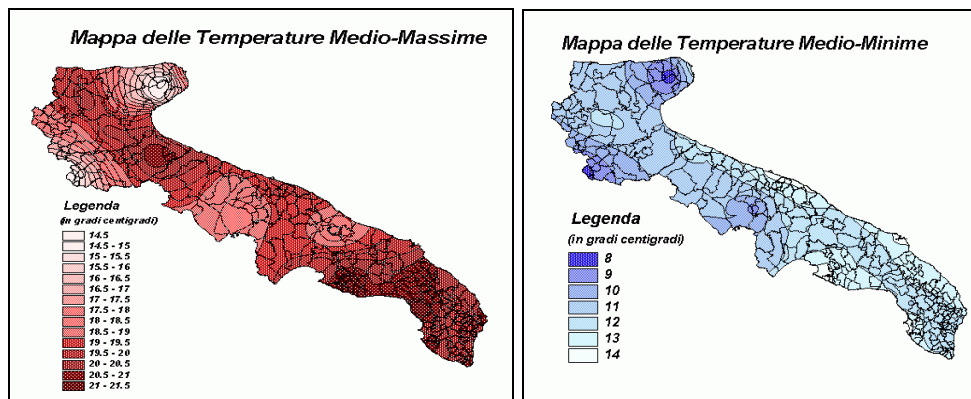 Mappa delle Temperature Medio-Massime
Legenda
(in gradi centigradi)
14.5
14.5 - 15
15 - 15.5
15.5 - 16
16 - 16.5
16.5 - 17
17 - 17.5
17.5 - 18
18 - 18.5
18.5 - 19
19 - 19.5
19.5 - 20
20 - 20.5
20.5 - 21
21 - 21.5
Mappa delle Temperature Medio-Minime
Legenda
(in gradi centigradi)
8
9
10
11
12
13
14